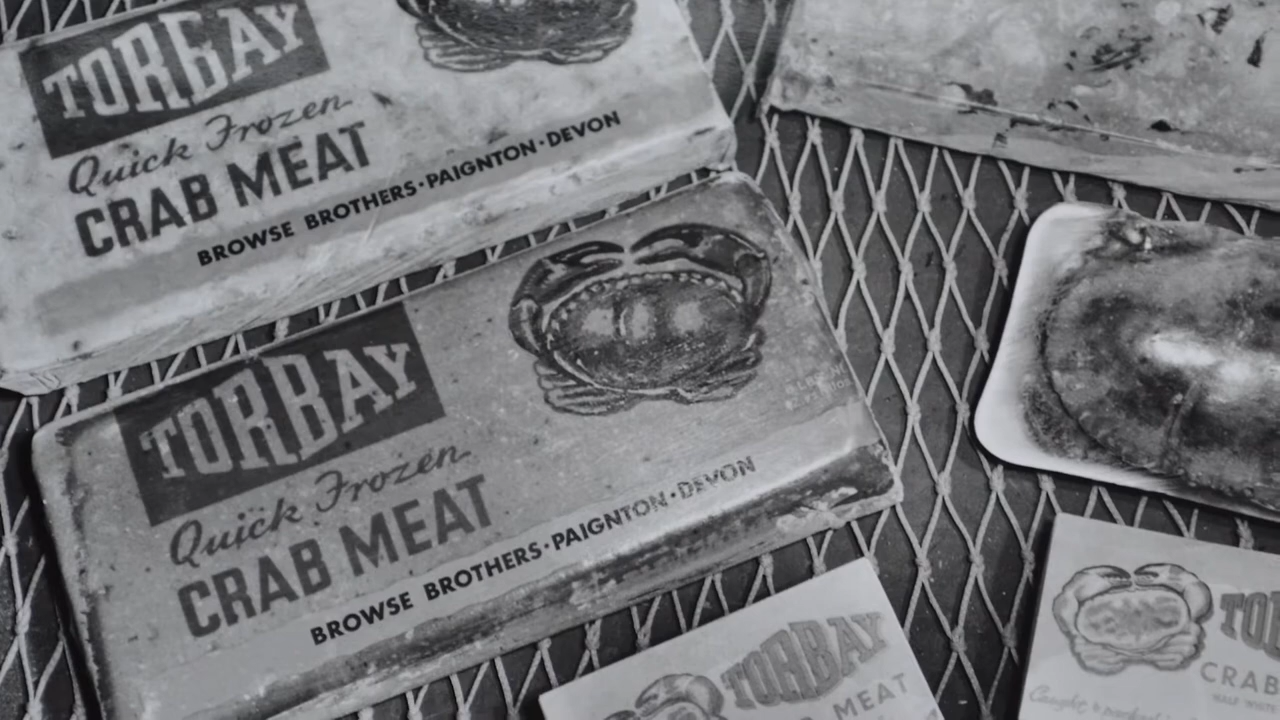 TORBAY
Quick Frozen
CRAB MEAT
BROWSE BROTHERS·PAIGNTON·DEVON
TORBAY
Quick Frozen
CRAB MEAT
BROWSE BROTHERS·PAIGNTON·DEVON
TORBAY
MEAT
TOR
CRAB
Caught